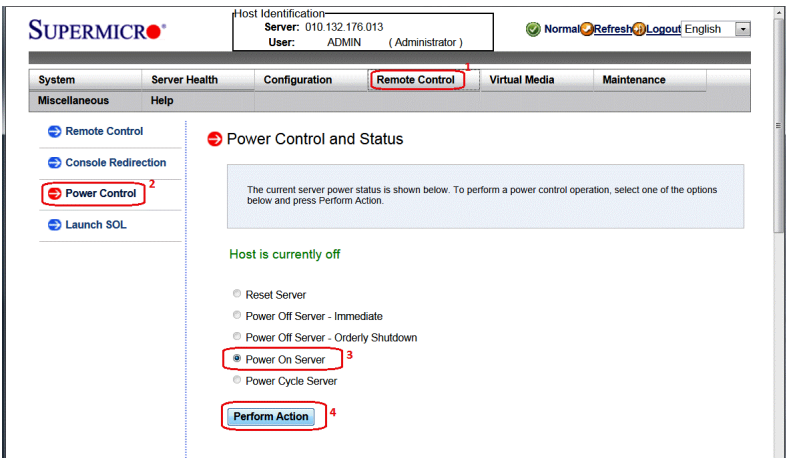 Host Identification
SUPERMICRO
Server: 010.132.176.013
User: ADMIN ( Administrator )
Normal Refresh Logout English
1
System Server Health Configuration Remote Control Virtual Media Maintenance
Miscellaneous Help
Remote Control
Console Redirection
Power Control
2
Launch SOL
Power Control and Status
The current server power status is shown below. To perform a power control operation, select one of the options
below and press Perform Action.
Host is currently off
Reset Server
Power Off Server - Immediate
Power Off Server - Orderly Shutdown
Power On Server 3
Power Cycle Server
Perform Action 4